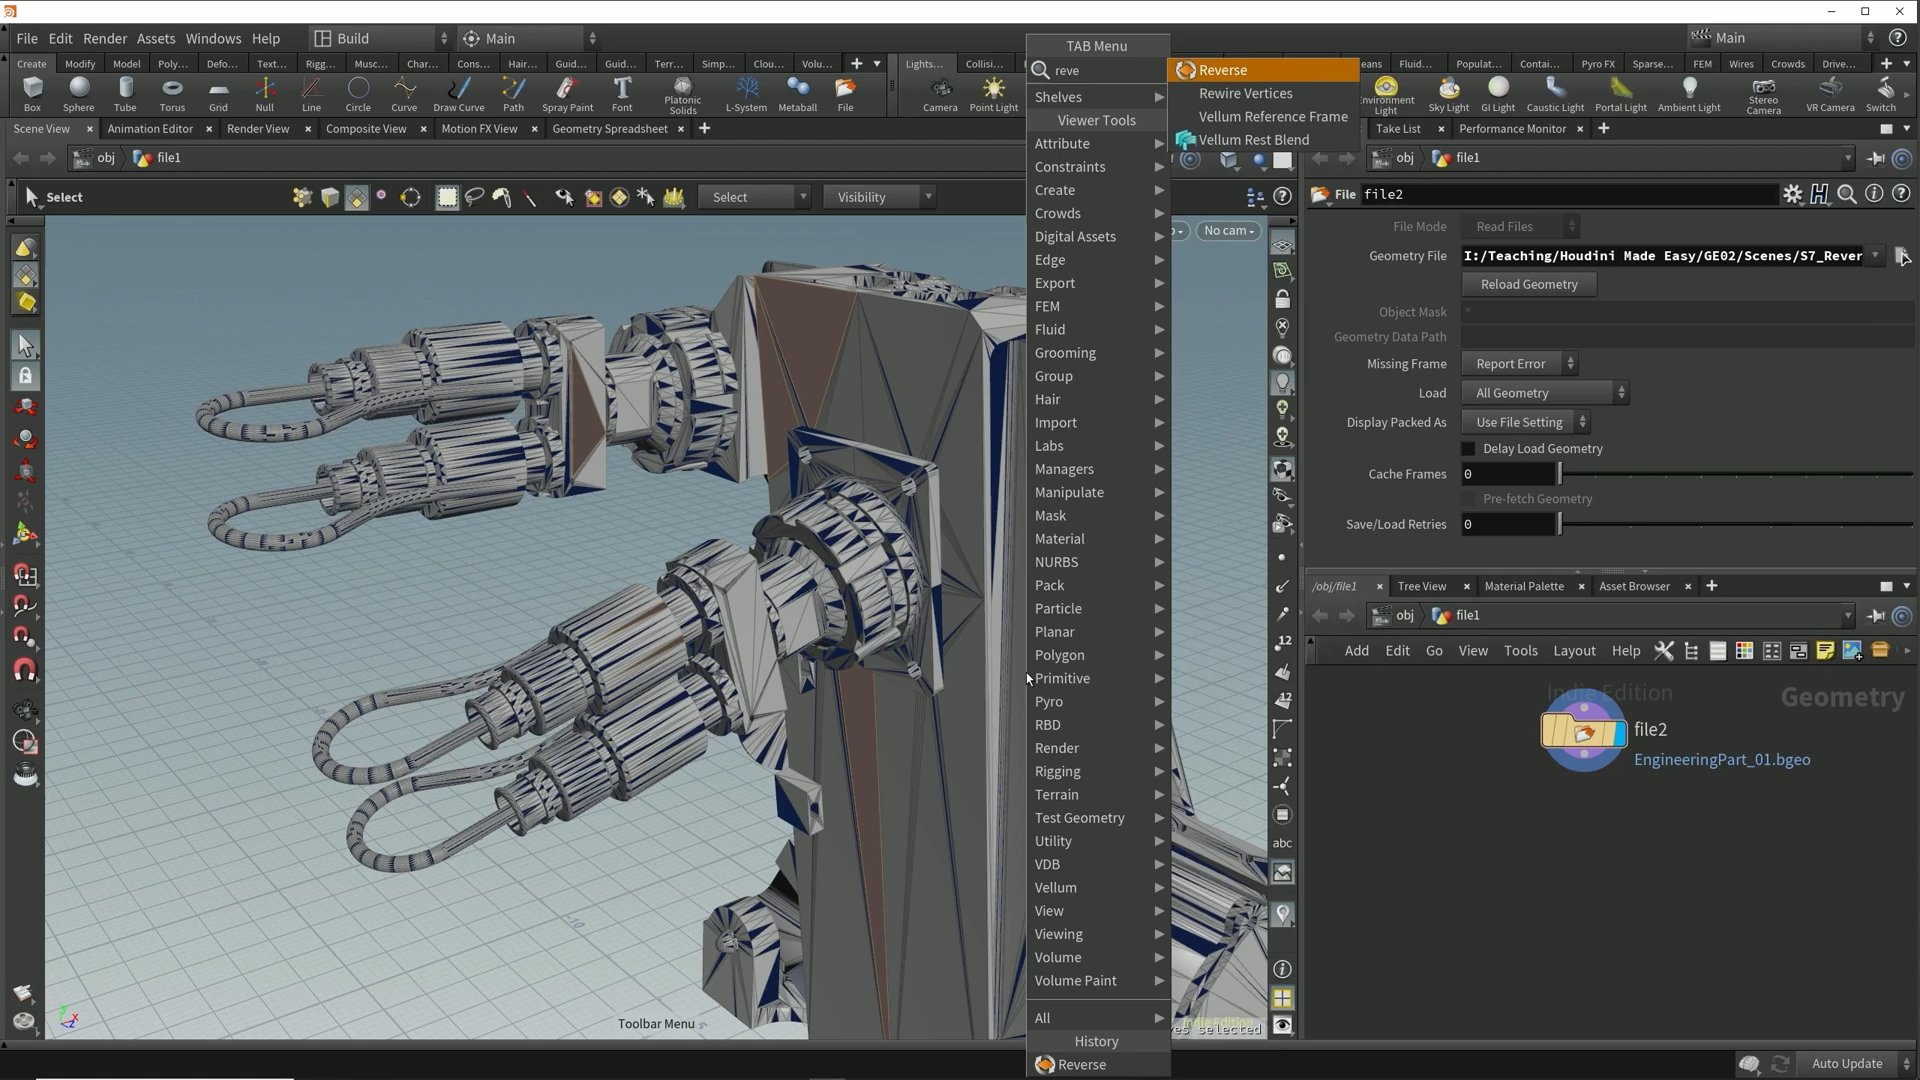 File Edit Render Assets Windows Help Build Main Main
Create Modify Model Poly... Defo... Text... Rigg... Musc... Char... Cons... Hair... Guid... Guid... Terr... Simp... Clou... Volu... Lights... Collisi... Fluid... Populat... Contai... Pyro FX Sparse... FEM Wires Crowds Drive...
Box Sphere Tube Torus Grid Null Line Circle Curve Draw Curve Path Spray Paint Font Platonic Solids L-System Metaball File Camera Point Light Environment Light Sky Light GI Light Caustic Light Portal Light Ambient Light Stereo Camera VR Camera Switch
Scene View Animation Editor Render View Composite View Motion FX View Geometry Spreadsheet Take List Performance Monitor
obj file1 obj file1
Select Select Visibility
No cam
File file2
File Mode Read Files
Geometry File I:/Teaching/Houdini Made Easy/GE02/Scenes/S7_Rever
Reload Geometry
Object Mask *
Geometry Data Path
Missing Frame Report Error
Load All Geometry
Display Packed As Use File Setting
Delay Load Geometry
Cache Frames 0
Pre-fetch Geometry
Save/Load Retries 0
TAB Menu
reve
Reverse
Rewire Vertices
Vellum Reference Frame
Vellum Rest Blend
Shelves
Viewer Tools
Attribute
Constraints
Create
Crowds
Digital Assets
Edge
Export
FEM
Fluid
Grooming
Group
Hair
Import
Labs
Managers
Manipulate
Mask
Material
NURBS
Pack
Particle
Planar
Polygon
Primitive
Pyro
RBD
Render
Rigging
Terrain
Test Geometry
Utility
VDB
Vellum
View
Viewing
Volume
Volume Paint
All
History
Reverse
12
12
abc
-10
Toolbar Menu
y x z
Indie Edition
es selected
/obj/file1 Tree View Material Palette Asset Browser
obj file1
Add Edit Go View Tools Layout Help
Indie Edition Geometry
file2
EngineeringPart_01.bgeo
Auto Update